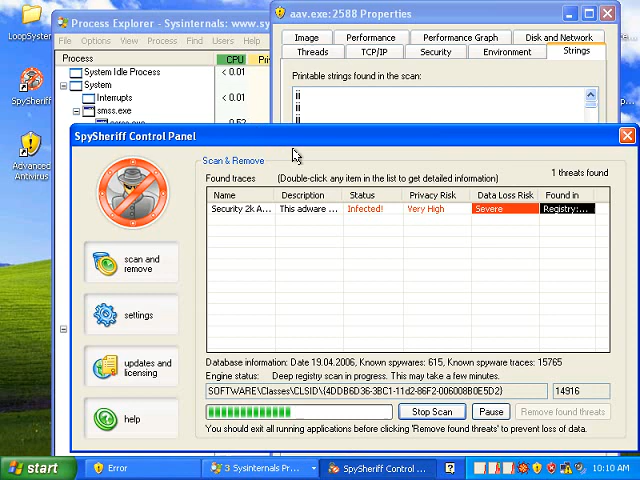 LoopSyste
SpySheriff
Advanced
Antivirus
Process Explorer - Sysinternals: www.sy
File Options View Process Find Users Help
Process CPU
System Idle Process < 0.01
System
Interrupts < 0.01
smss.exe
aav.exe:2588 Properties
Image Performance Performance Graph Disk and Network
Threads TCP/IP Security Environment Strings
Printable strings found in the scan:
ii
ii
ii
SpySheriff Control Panel
scan and
remove
settings
updates and
licensing
help
Scan & Remove
Found traces (Double-click any item in the list to get detailed information) 1 threats found
Name Description Status Privacy Risk Data Loss Risk Found in
Security 2k A... This adware ... Infected! Very High Severe Registry:...
Database information: Date 19.04.2006, Known spywares: 615, Known spyware traces: 15765
Engine status: Deep registry scan in progress. This may take a few minutes.
SOFTWARE\Classes\CLSID\{4DDB6D36-3BC1-11d2-86F2-006008B0E5D2} 14916
Stop Scan Pause Remove found threats
You should exit all running applications before clicking 'Remove found threats' to prevent loss of data.
start Error 3 Sysinternals Pr... SpySheriff Control ... 10:10 AM